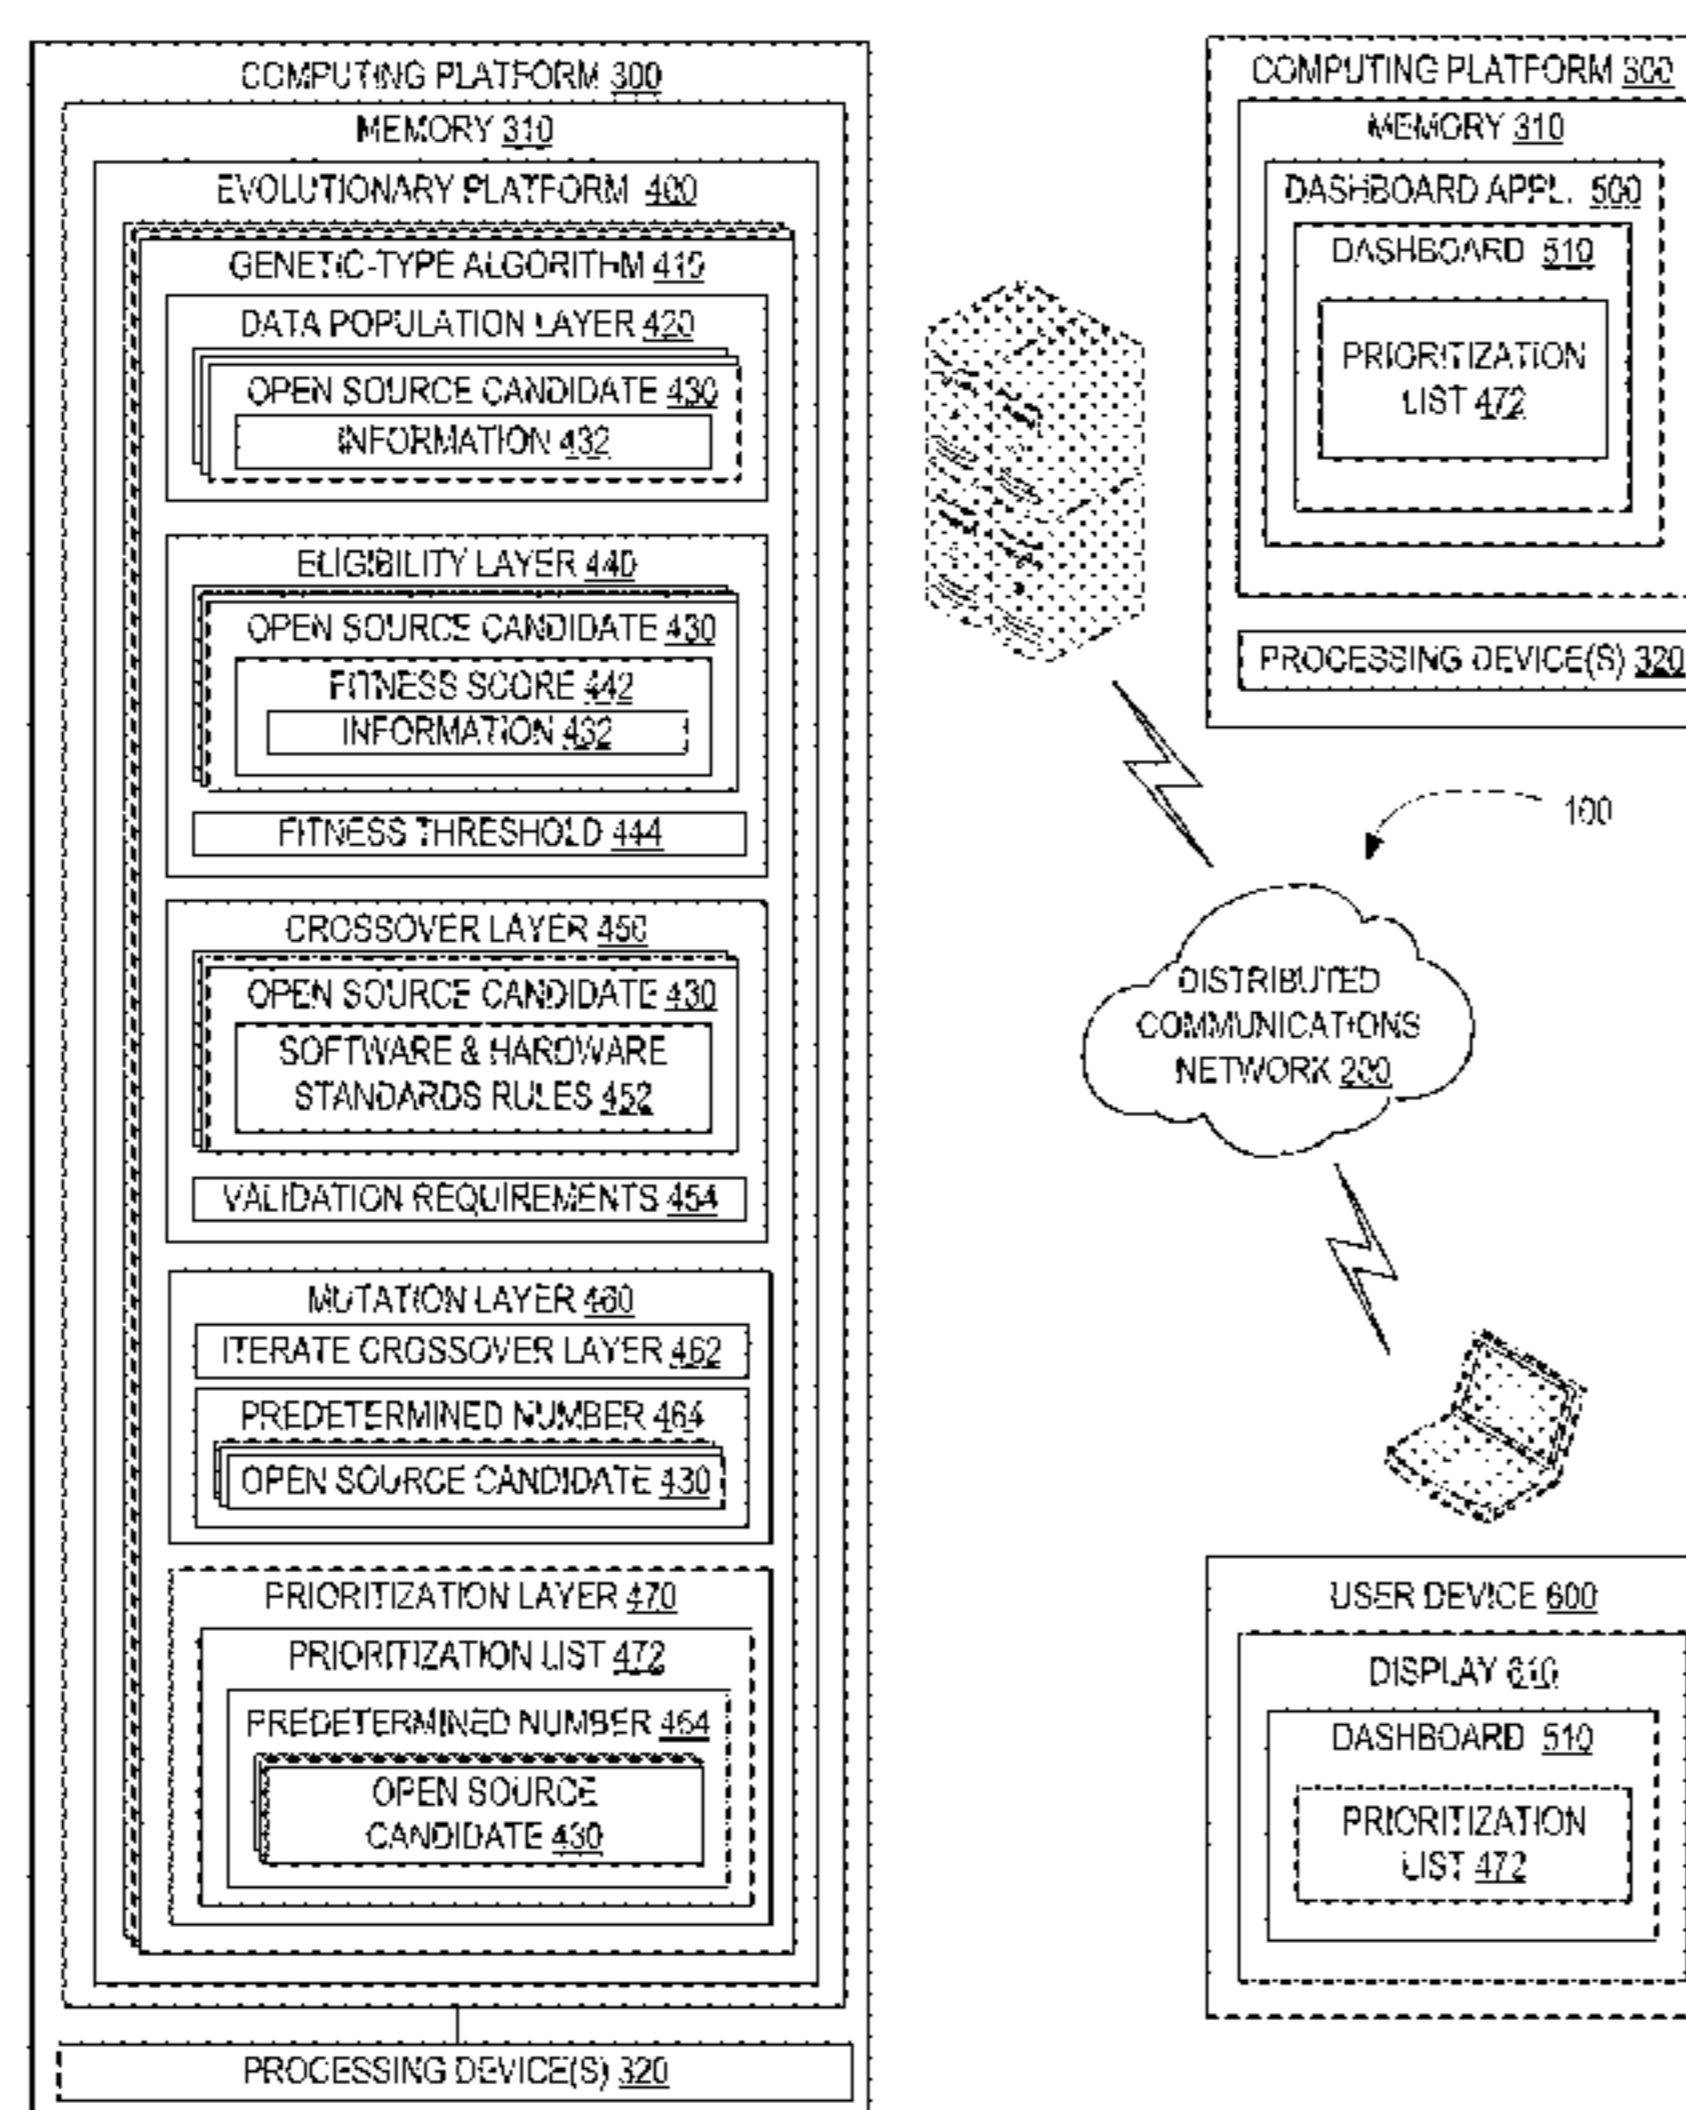 COMPUTING PLATFORM 300
MEMORY 310
EVOLUTIONARY PLATFORM 400
GENETIC-TYPE ALGORITHM 410
DATA POPULATION LAYER 420
OPEN SOURCE CANDIDATE 430
INFORMATION 432
ELIGIBILITY LAYER 440
OPEN SOURCE CANDIDATE 430
FITNESS SCORE 442
INFORMATION 432
FITNESS THRESHOLD 444
CROSSOVER LAYER 450
OPEN SOURCE CANDIDATE 430
SOFTWARE & HARDWARE
STANDARDS RULES 452
VALIDATION REQUIREMENTS 454
MUTATION LAYER 460
ITERATE CROSSOVER LAYER 462
PREDETERMINED NUMBER 464
OPEN SOURCE CANDIDATE 430
PRIORITIZATION LAYER 470
PRIORITIZATION LIST 472
PREDETERMINED NUMBER 464
OPEN SOURCE
CANDIDATE 430
PROCESSING DEVICE(S) 320
COMPUTING PLATFORM 300
MEMORY 310
DASHBOARD APPL. 500
DASHBOARD 510
PRIORITIZATION
LIST 472
PROCESSING DEVICE(S) 320
100
DISTRIBUTED
COMMUNICATIONS
NETWORK 200
USER DEVICE 600
DISPLAY 610
DASHBOARD 510
PRIORITIZATION
LIST 472